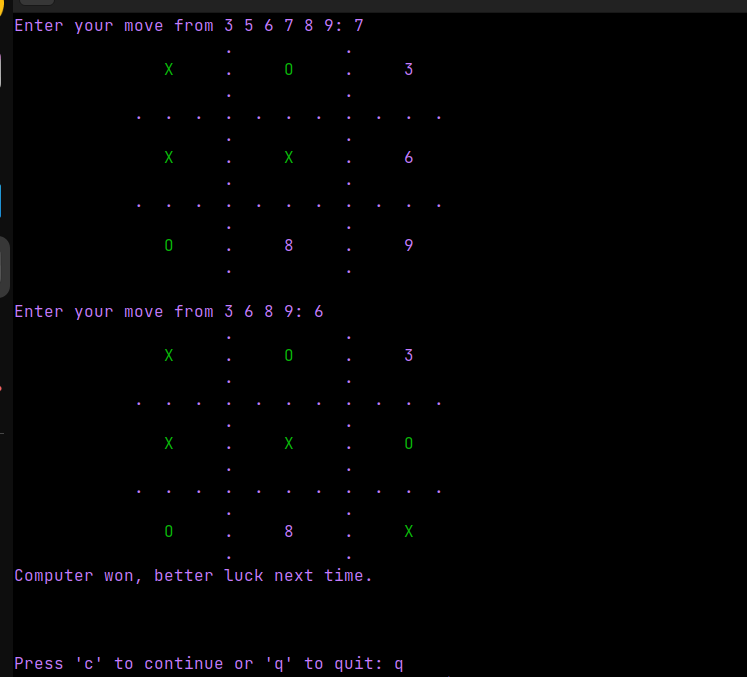 Enter your move from 3 5 6 7 8 9: 7
X . O . 3
. . . . . . . . . . .
X . X . 6
. . . . . . . . . . .
O . 8 . 9
Enter your move from 3 6 8 9: 6
X . O . 3
. . . . . . . . . . .
X . X . O
. . . . . . . . . . .
O . 8 . X
Computer won, better luck next time.
Press 'c' to continue or 'q' to quit: q